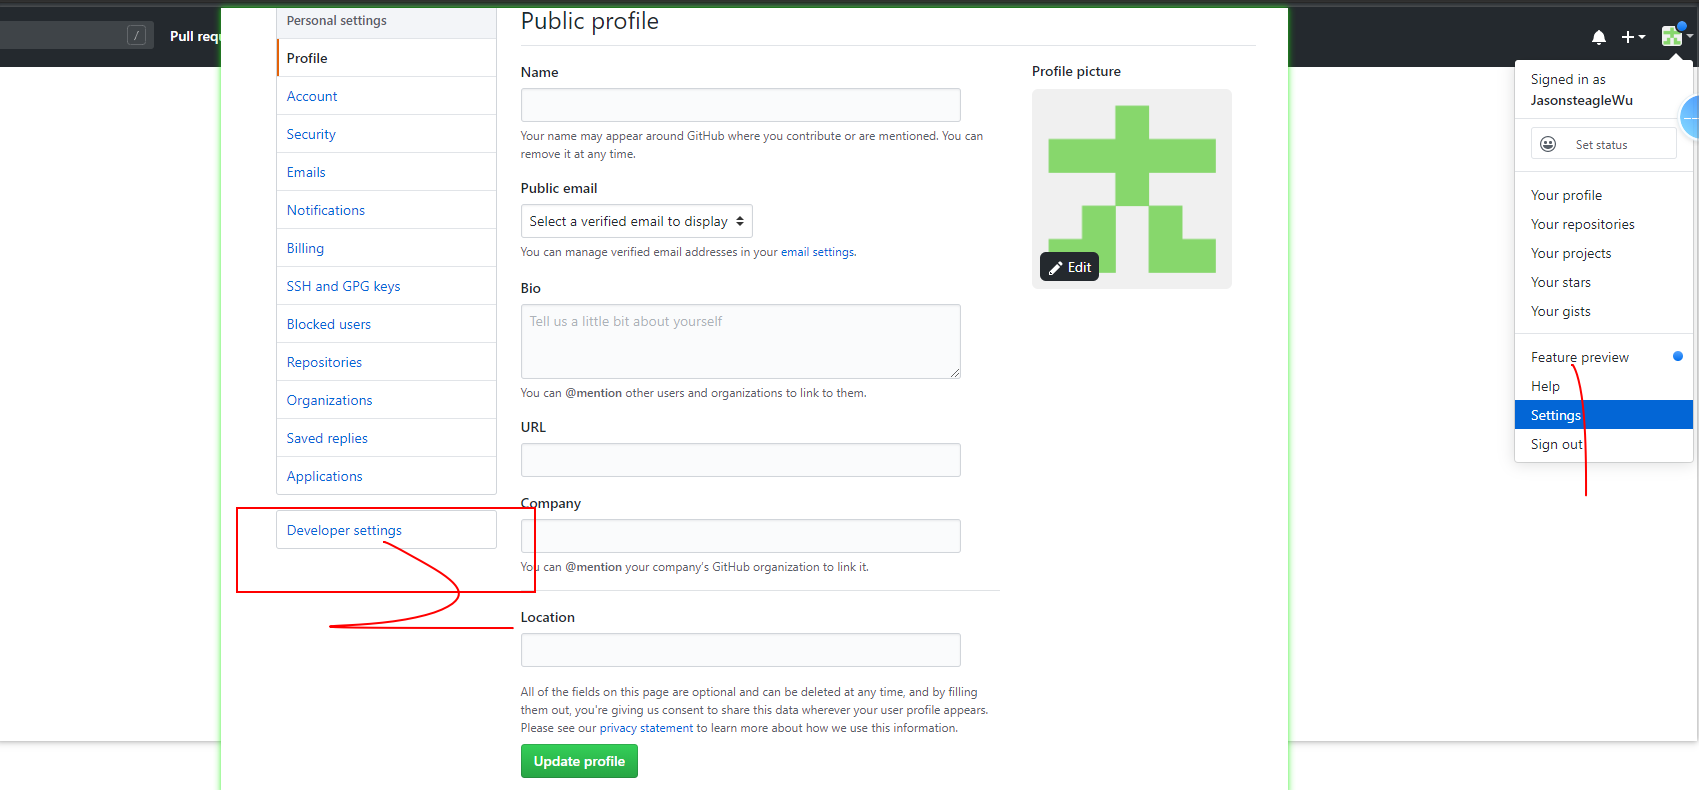 /
Pull requ
Personal settings
Profile
Account
Security
Emails
Notifications
Billing
SSH and GPG keys
Blocked users
Repositories
Organizations
Saved replies
Applications
Developer settings
Public profile
Name
Your name may appear around GitHub where you contribute or are mentioned. You can
remove it at any time.
Public email
Select a verified email to display
You can manage verified email addresses in your email settings.
Bio
Tell us a little bit about yourself
You can @mention other users and organizations to link to them.
URL
Company
You can @mention your company's GitHub organization to link it.
Location
All of the fields on this page are optional and can be deleted at any time, and by filling
them out, you're giving us consent to share this data wherever your user profile appears.
Please see our privacy statement to learn more about how we use this information.
Update profile
Profile picture
Edit
Signed in as
JasonsteagleWu
Set status
Your profile
Your repositories
Your projects
Your stars
Your gists
Feature preview
Help
Settings
Sign out